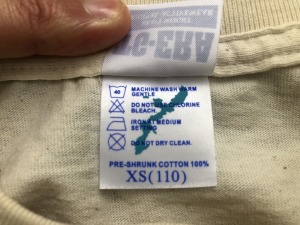 40
MACHINE WASH WARM
GENTLE
DO NOT USE CHLORINE
BLEACH.
IRON AT MEDIUM
SETTING
DO NOT DRY CLEAN.
PRE-SHRUNK COTTON 100%
XS(110)